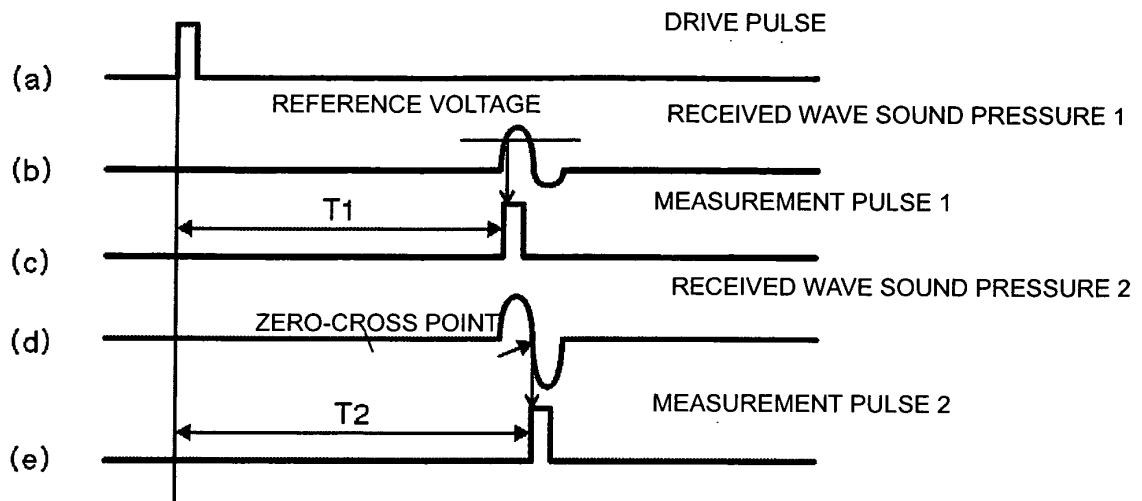 DRIVE PULSE
(a)
REFERENCE VOLTAGE
RECEIVED WAVE SOUND PRESSURE 1
(b)
MEASUREMENT PULSE 1
T1
(c)
RECEIVED WAVE SOUND PRESSURE 2
ZERO-CROSS POINT
(d)
MEASUREMENT PULSE 2
T2
(e)